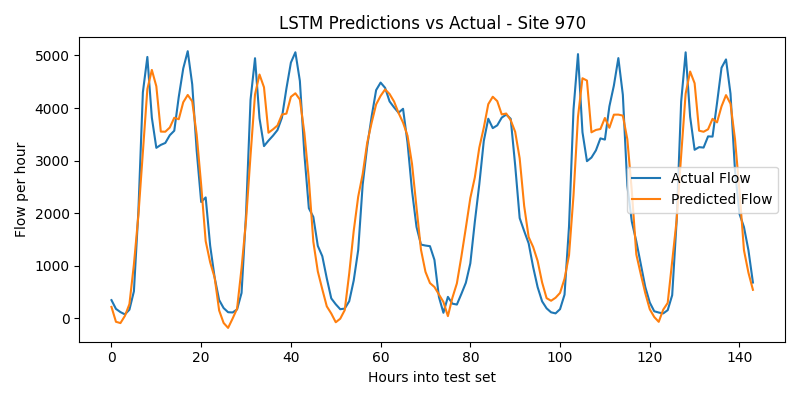 LSTM Predictions vs Actual - Site 970
5000
4000
3000
2000
1000
0
Flow per hour
Actual Flow
Predicted Flow
0 20 40 60 80 100 120 140
Hours into test set